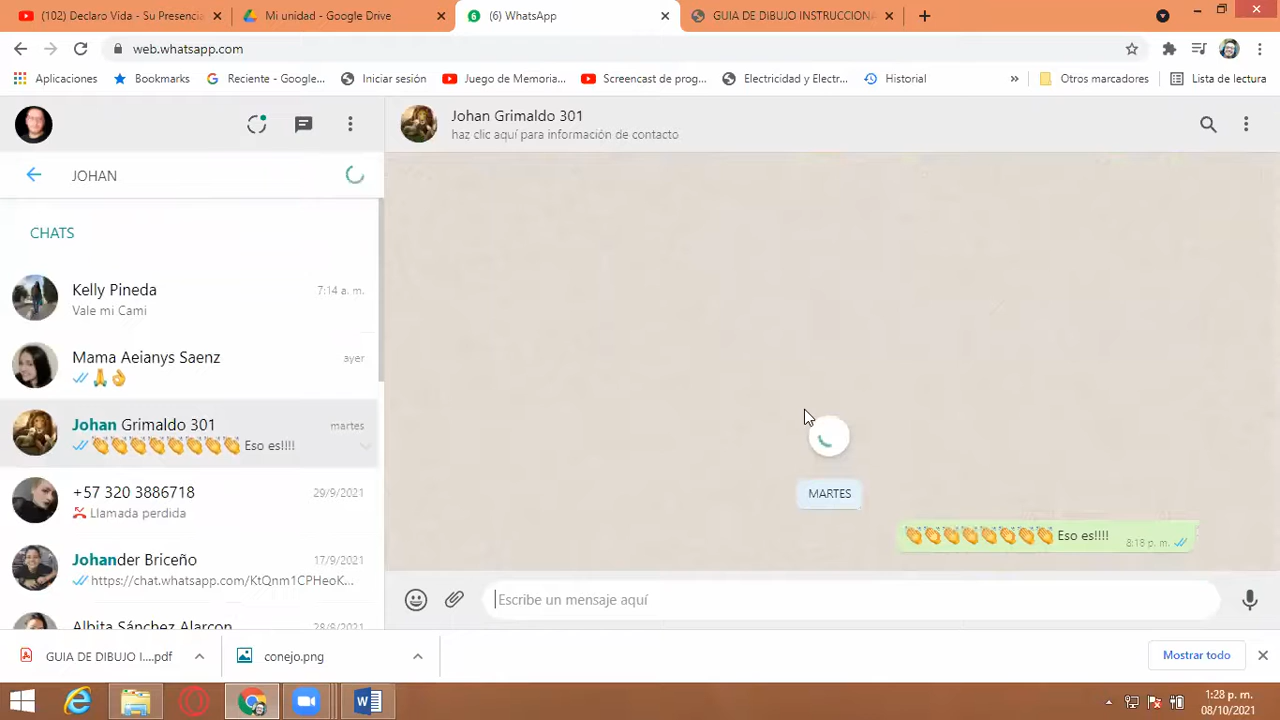 (102) Declaro Vida - Su Presencia
Mi unidad - Google Drive
(6) WhatsApp
GUIA DE DIBUJO INSTRUCCIONA
web.whatsapp.com
Aplicaciones
Bookmarks
Reciente - Google...
Iniciar sesión
Juego de Memoria...
Screencast de prog...
Electricidad y Electr...
Historial
»
Otros marcadores
Lista de lectura
Johan Grimaldo 301
haz clic aquí para información de contacto
JOHAN
CHATS
Kelly Pineda
7:14 a. m.
Vale mi Cami
Mama Aeianys Saenz
ayer
🙏👌
Johan Grimaldo 301
martes
👏👏👏👏👏👏👏👏 Eso es!!!!
+57 320 3886718
29/9/2021
Llamada perdida
Johander Briceño
17/9/2021
https://chat.whatsapp.com/KtQnm1CPHeoK...
Albita Sánchez Alarcon
28/8/2021
MARTES
👏👏👏👏👏👏👏👏 Eso es!!!!
8:18 p. m.
Escribe un mensaje aquí
GUIA DE DIBUJO I....pdf
conejo.png
Mostrar todo
1:28 p. m.
08/10/2021